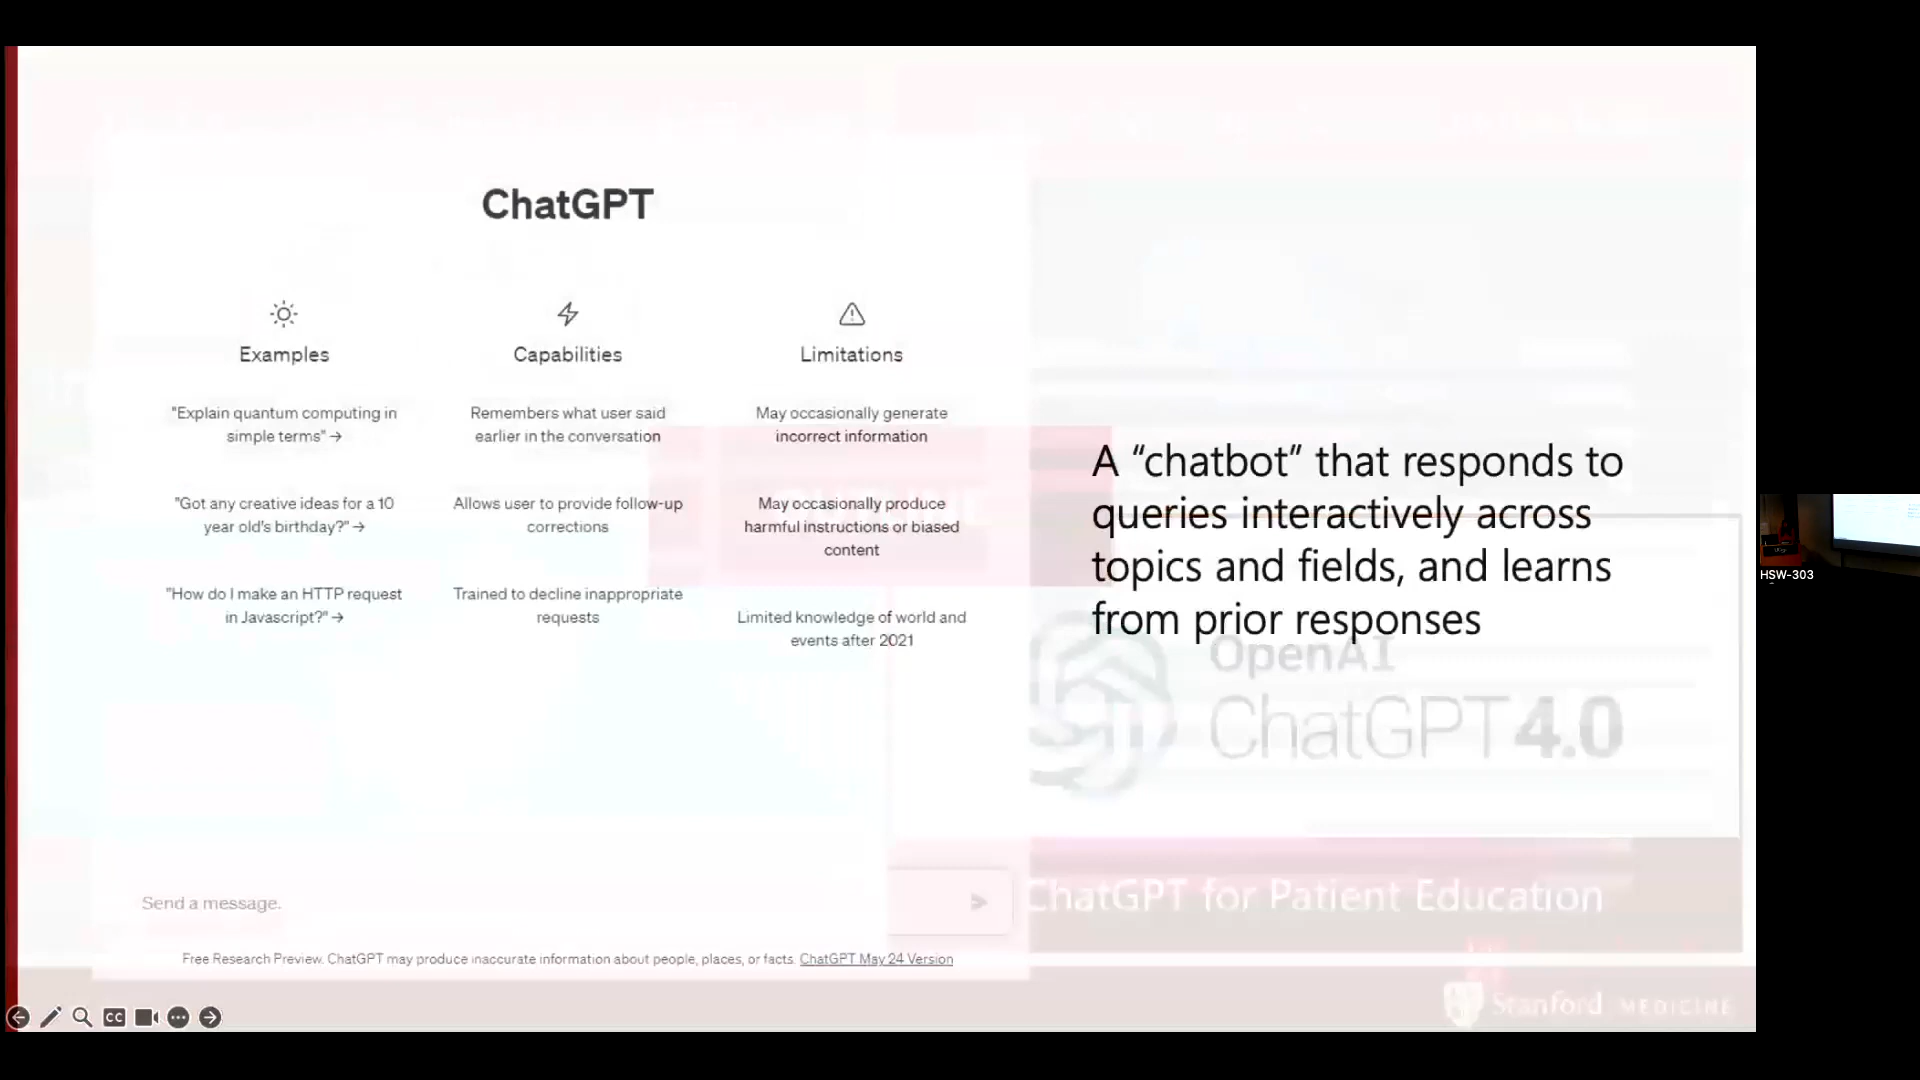 ChatGPT
Examples
"Explain quantum computing in
simple terms" →
"Got any creative ideas for a 10
year old's birthday?" →
"How do I make an HTTP request
in Javascript?" →
Capabilities
Remembers what user said
earlier in the conversation
Allows user to provide follow-up
corrections
Trained to decline inappropriate
requests
Limitations
May occasionally generate
incorrect information
May occasionally produce
harmful instructions or biased
content
Limited knowledge of world and
events after 2021
A “chatbot” that responds to
queries interactively across
topics and fields, and learns
from prior responses
OpenAI
ChatGPT 4.0
ChatGPT for Patient Education
Send a message.
Free Research Preview. ChatGPT may produce inaccurate information about people, places, or facts. ChatGPT May 24 Version
Stanford MEDICINE
CC
HSW-303